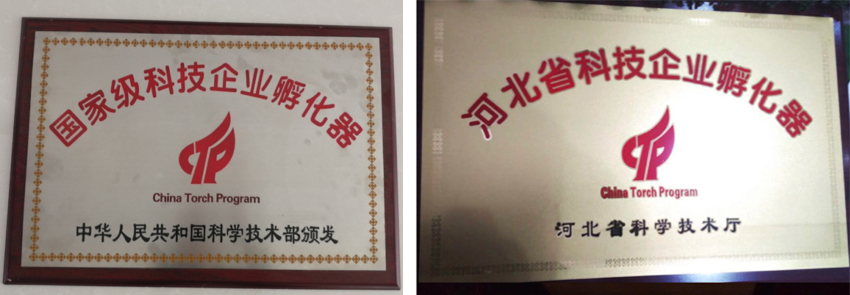 国家级科技企业孵化器
CTP
China Torch Program
中华人民共和国科学技术部颁发
河北省科技企业孵化器
CTP
China Torch Program
河北省科学技术厅